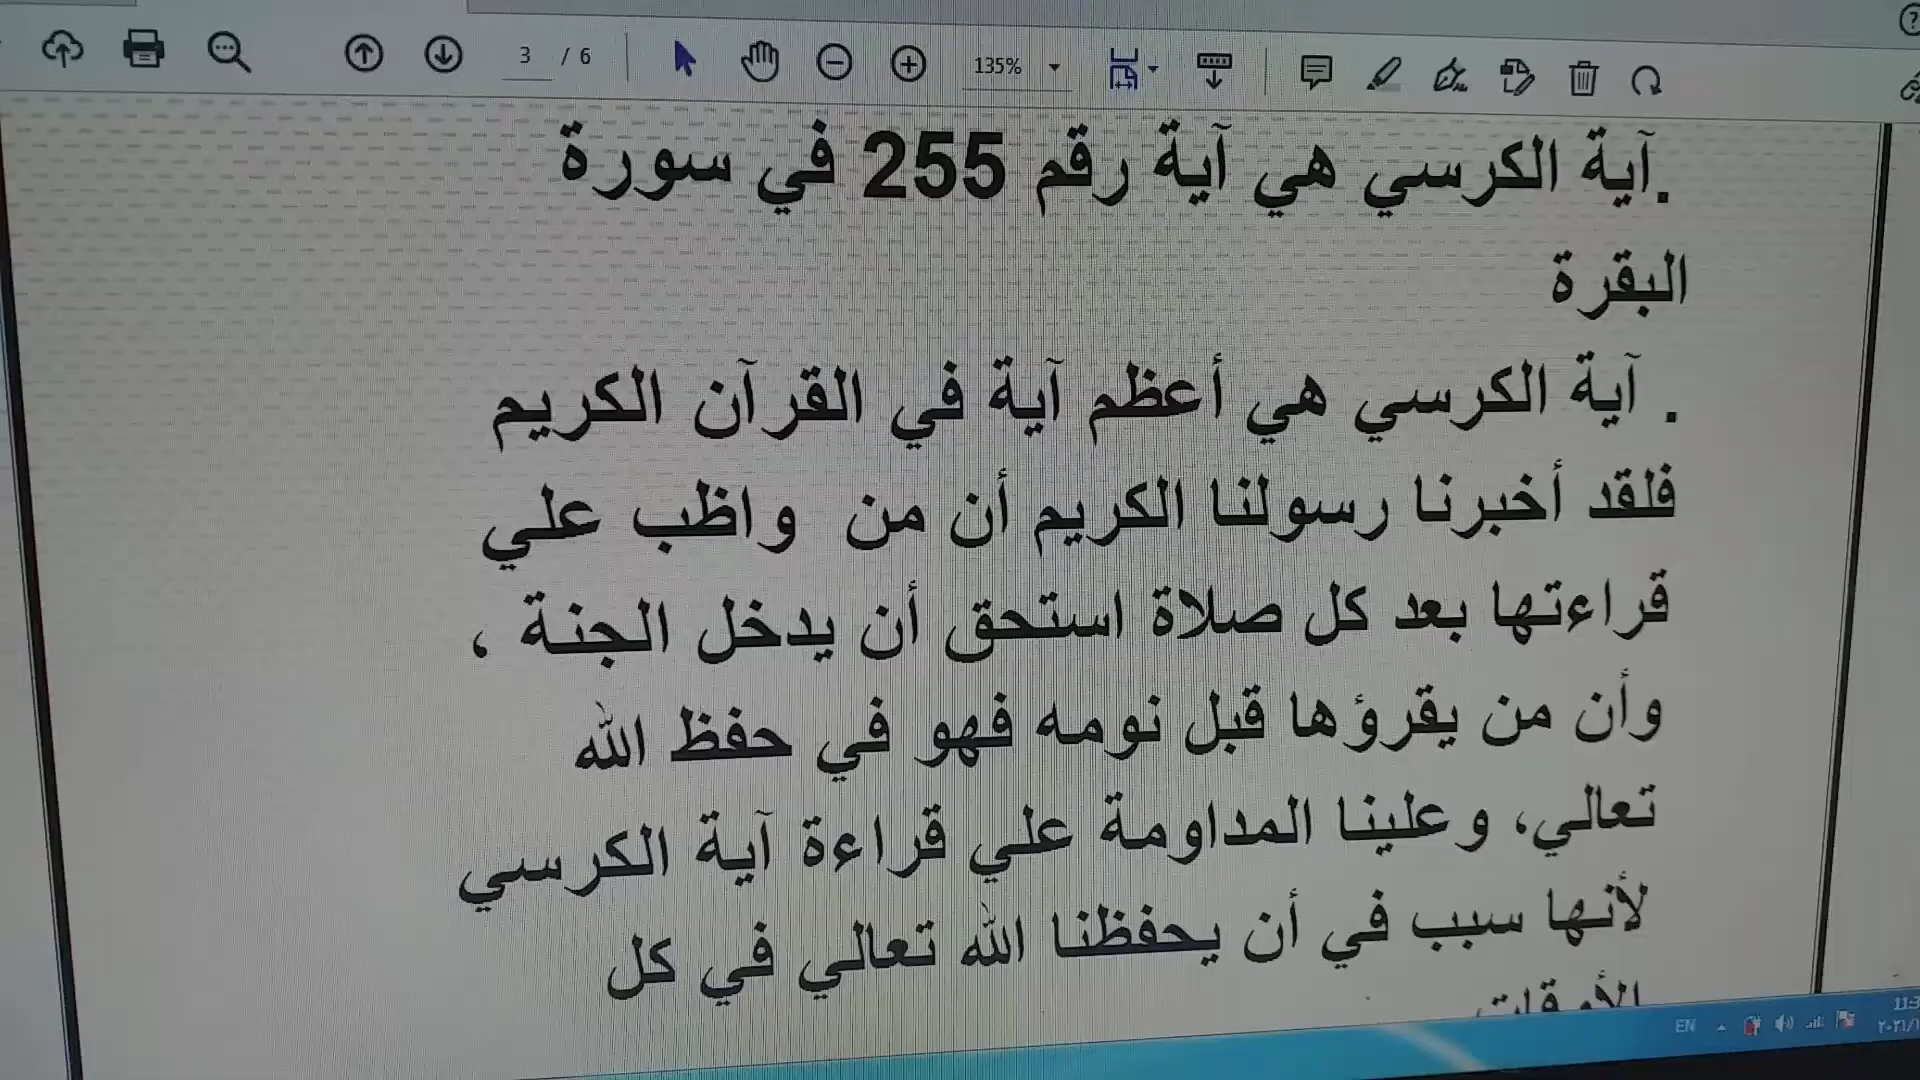 3 / 6
135%
.آية الكرسي هي آية رقم 255 في سورة
البقرة
. آية الكرسي هي أعظم آية في القرآن الكريم
فلقد أخبرنا رسولنا الكريم أن من واظب علي
قراءتها بعد كل صلاة استحق أن يدخل الجنة ،
وأن من يقرؤها قبل نومه فهو في حفظ الله
تعالي، وعلينا المداومة علي قراءة آية الكرسي
لأنها سبب في أن يحفظنا الله تعالي في كل
الأوقات
EN